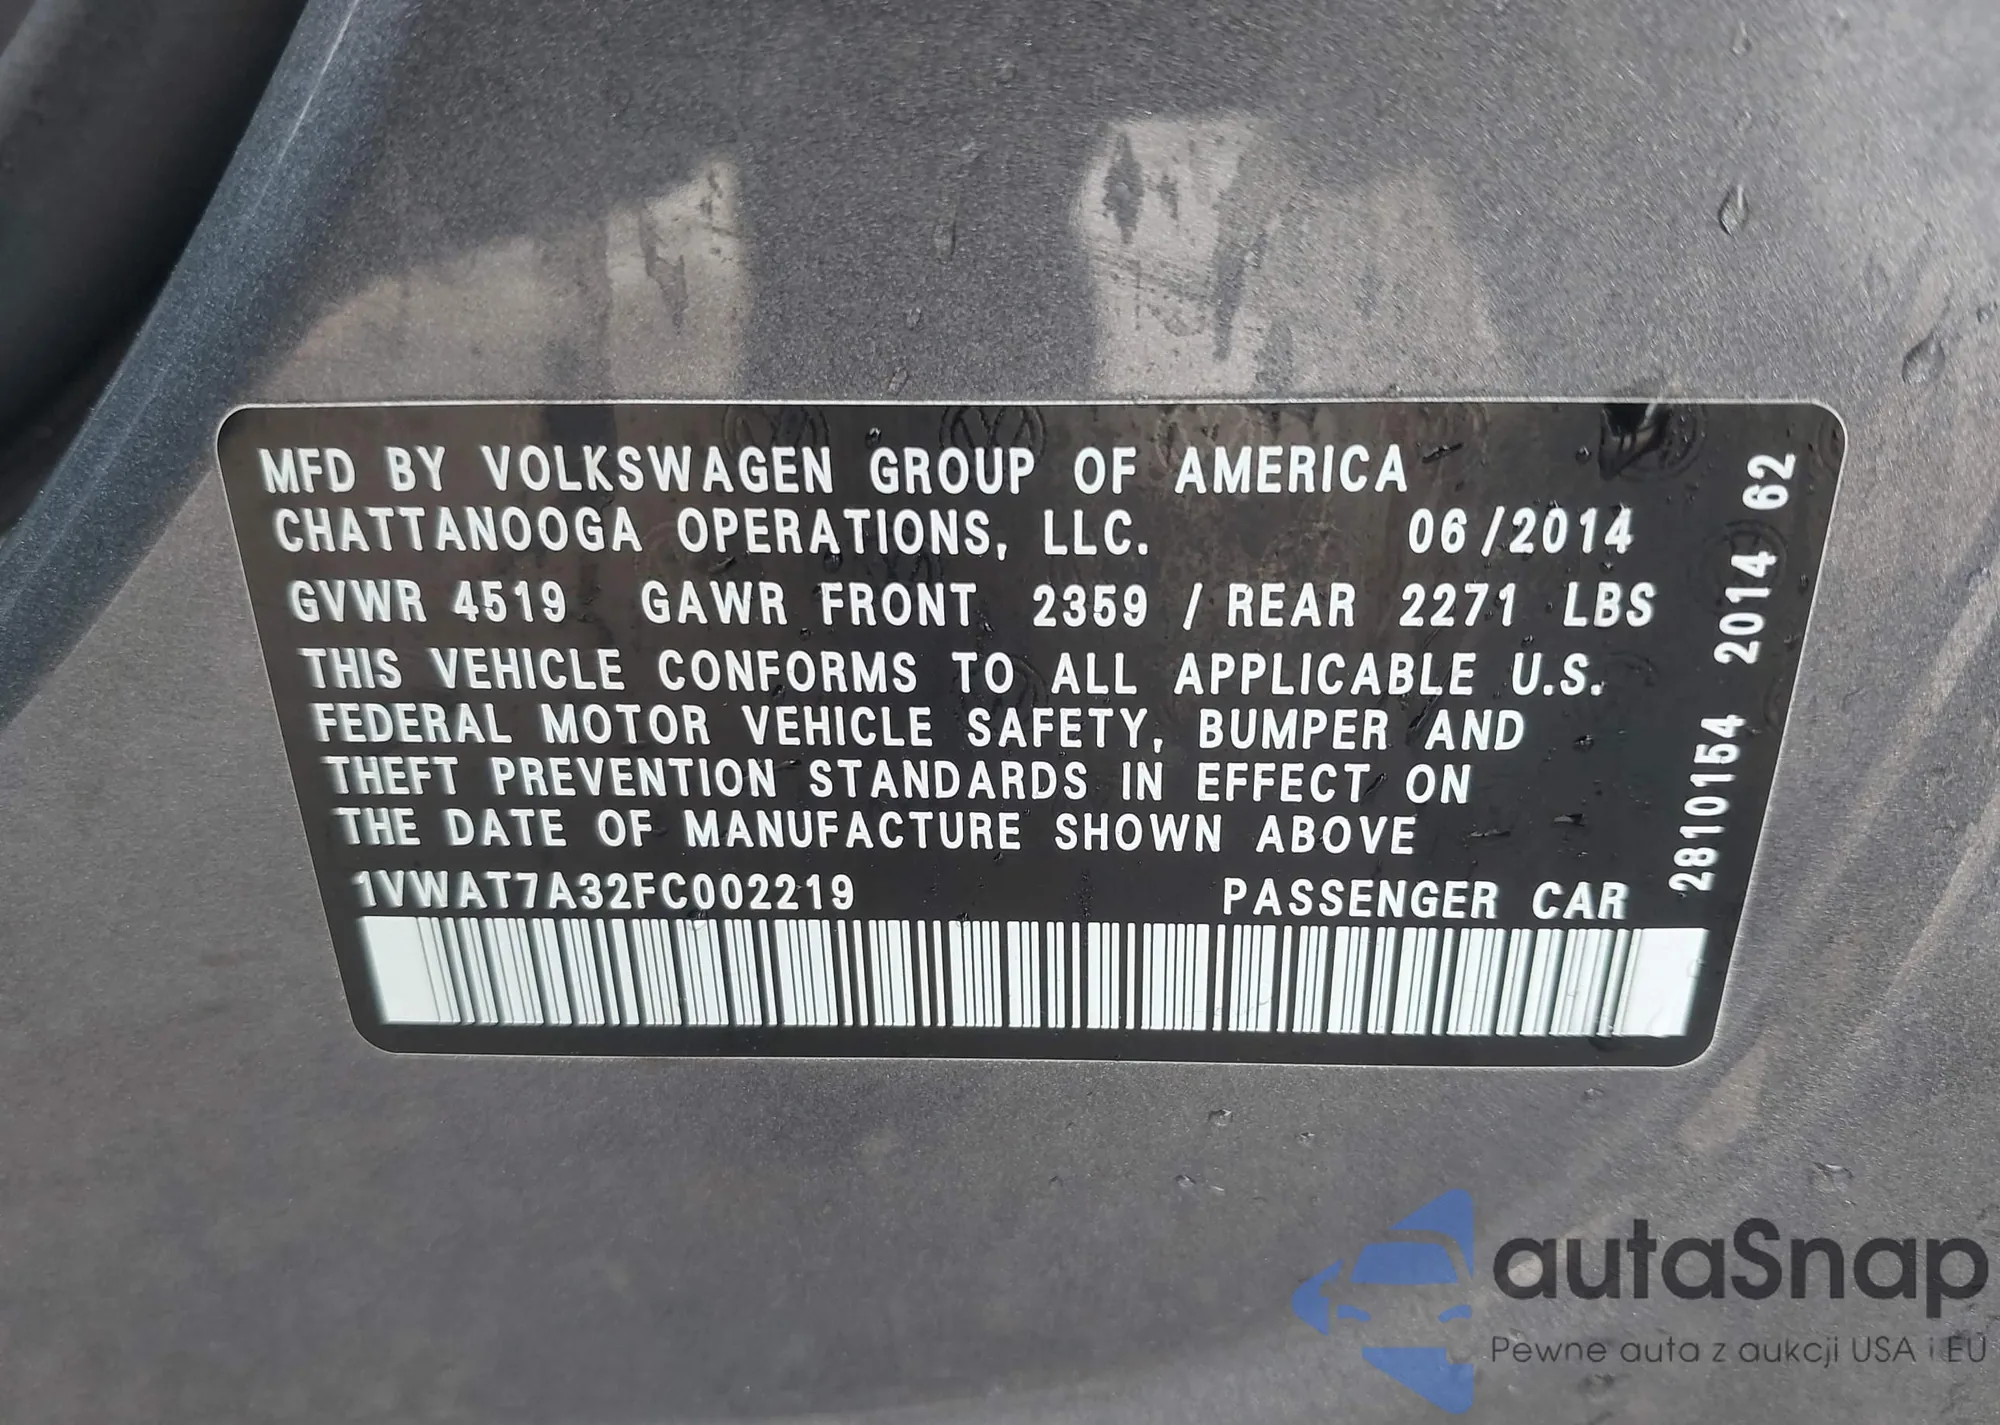 MFD BY VOLKSWAGEN GROUP OF AMERICA
CHATTANOOGA OPERATIONS, LLC. 06/2014
GVWR 4519 GAWR FRONT 2359 / REAR 2271 LBS
THIS VEHICLE CONFORMS TO ALL APPLICABLE U.S.
FEDERAL MOTOR VEHICLE SAFETY, BUMPER AND
THEFT PREVENTION STANDARDS IN EFFECT ON
THE DATE OF MANUFACTURE SHOWN ABOVE
1VWAT7A32FC002219 PASSENGER CAR
2810154 2014 62
autaSnap
Pewne auta z aukcji USA i EU